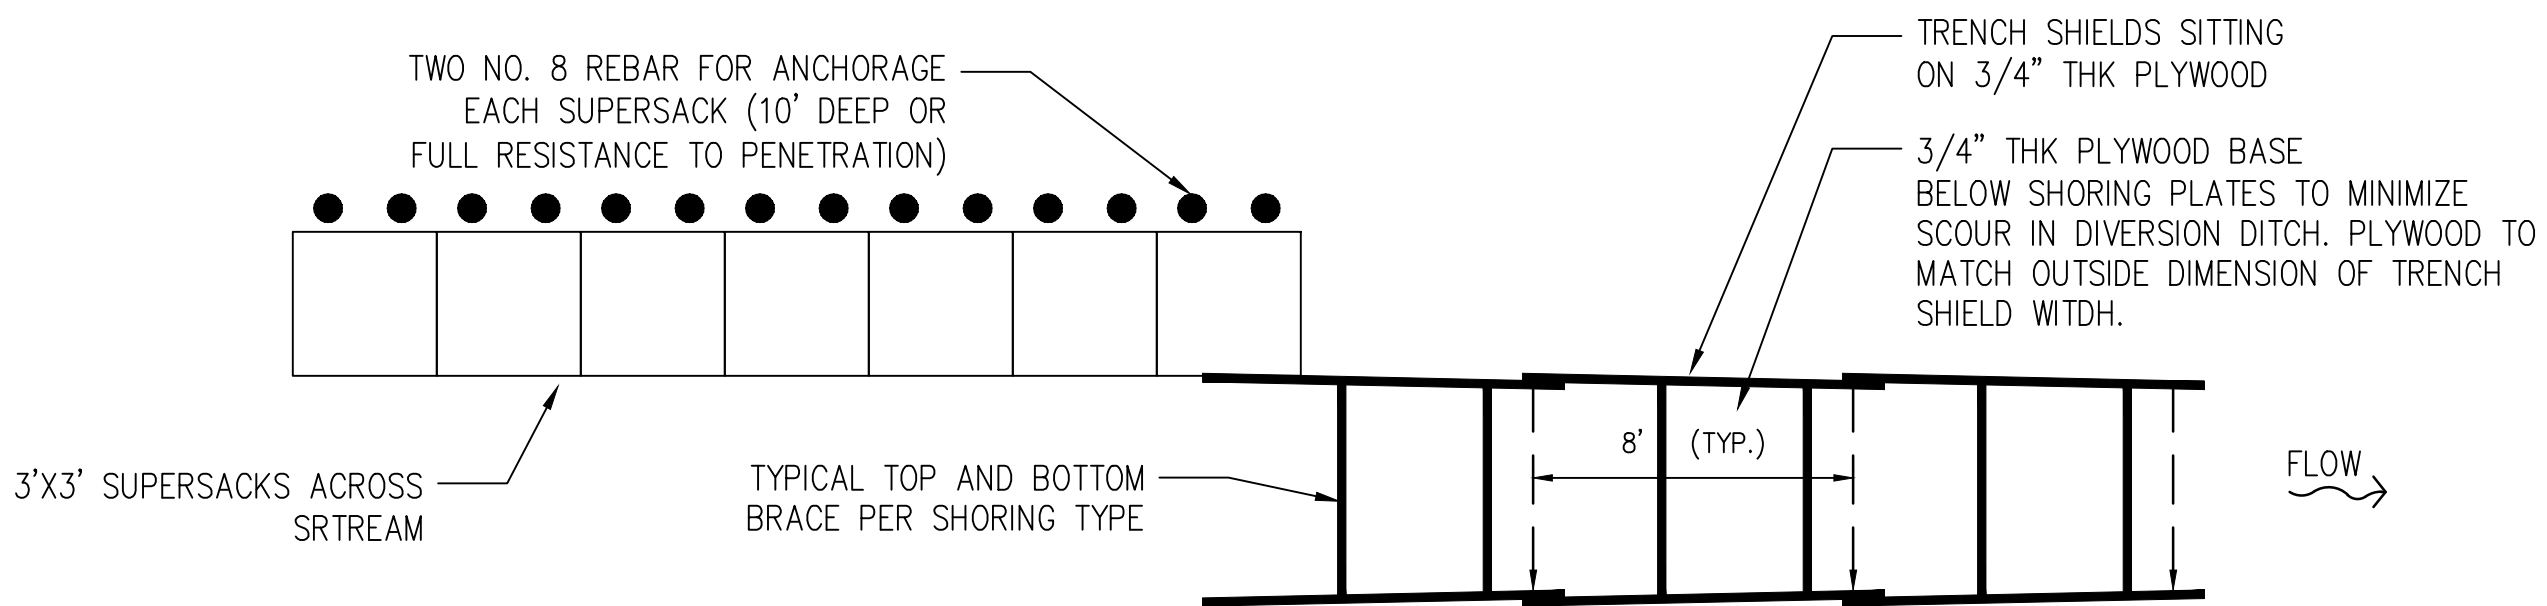 TWO NO. 8 REBAR FOR ANCHORAGE
EACH SUPERSACK (10' DEEP OR
FULL RESISTANCE TO PENETRATION)
TRENCH SHIELDS SITTING
ON 3/4" THK PLYWOOD
3/4" THK PLYWOOD BASE
BELOW SHORING PLATES TO MINIMIZE
SCOUR IN DIVERSION DITCH. PLYWOOD TO
MATCH OUTSIDE DIMENSION OF TRENCH
SHIELD WITDH.
3'X3' SUPERSACKS ACROSS
SRTREAM
TYPICAL TOP AND BOTTOM
BRACE PER SHORING TYPE
8' (TYP.)
FLOW